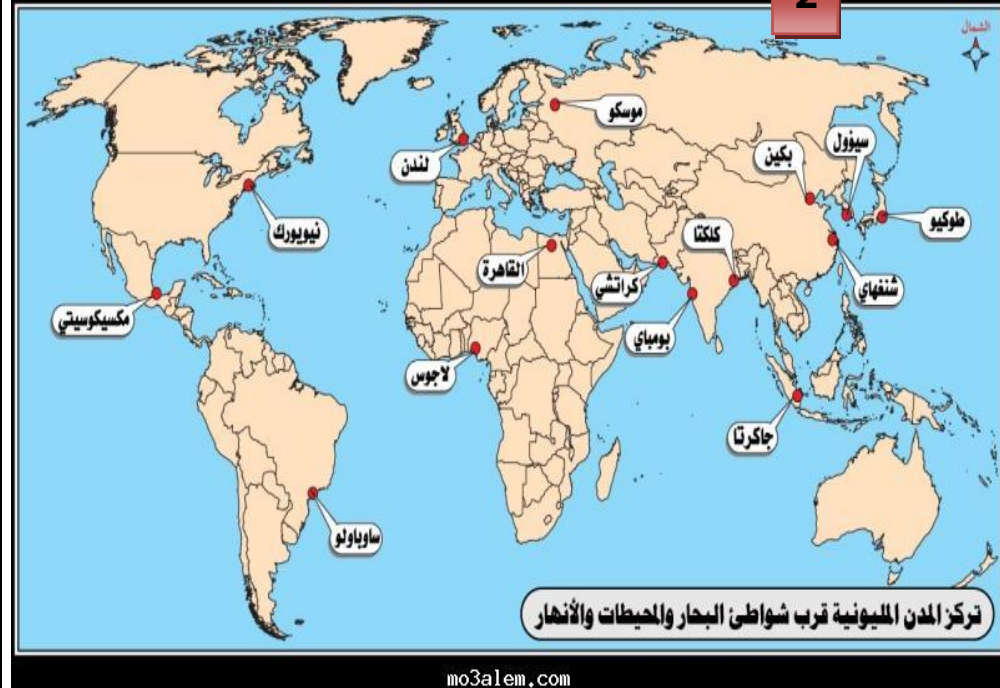 2
الشمال
موسكو
لندن
سيؤول
بكين
نيويورك
طوكيو
كلكتا
القاهرة
كراتشي
شنغهاي
مكسيكوسيتي
بومباي
لاجوس
جاكرتا
ساوباولو
تركز المدن المليونية قرب شواطئ البحار والمحيطات والأنهار
mo3alem.com